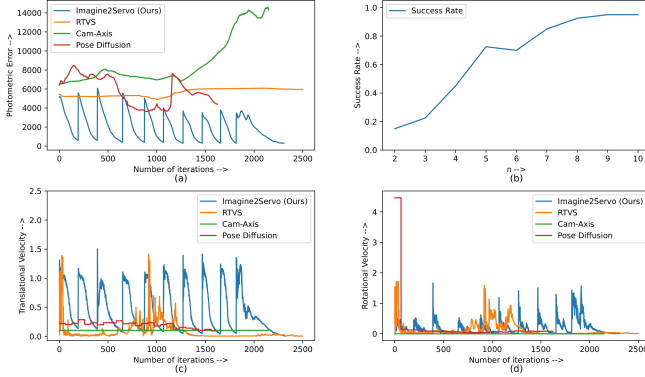 Photometric Error -->
14000
12000
10000
8000
6000
4000
2000
0
Imagine2Servo (Ours)
RTVS
Cam-Axis
Pose Diffusion
0 500 1000 1500 2000 2500
Number of iterations -->
(a)
Success Rate -->
1.0
0.8
0.6
0.4
0.2
0.0
Success Rate
2 3 4 5 6 7 8 9 10
n -->
(b)
Translational Velocity -->
2.5
2.0
1.5
1.0
0.5
0.0
Imagine2Servo (Ours)
RTVS
Cam-Axis
Pose Diffusion
0 500 1000 1500 2000 2500
Number of iterations -->
(c)
Rotational Velocity -->
4
3
2
1
0
Imagine2Servo (Ours)
RTVS
Cam-Axis
Pose Diffusion
0 500 1000 1500 2000 2500
Number of iterations -->
(d)